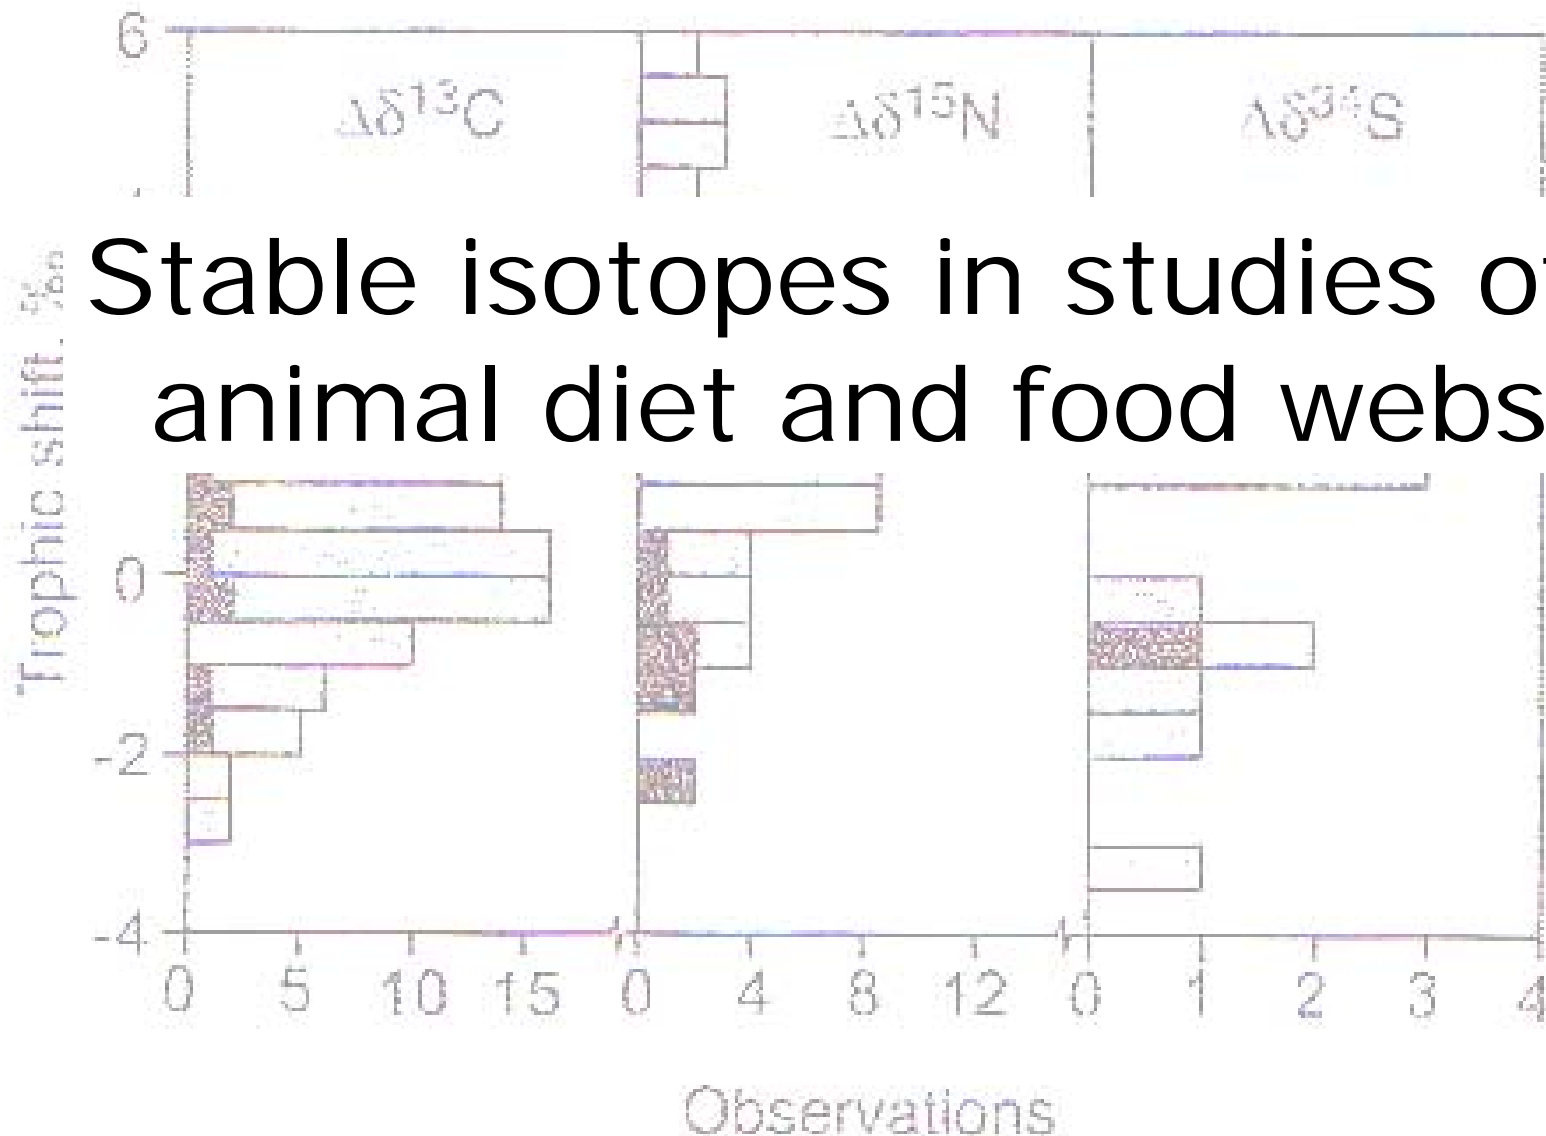 6
Δδ13C Δδ15N Δδ34S
Trophic shift, ‰
Stable isotopes in studies of
animal diet and food webs
0
-2
-4
0 5 10 15 0 4 8 12 0 1 2 3 4
Observations